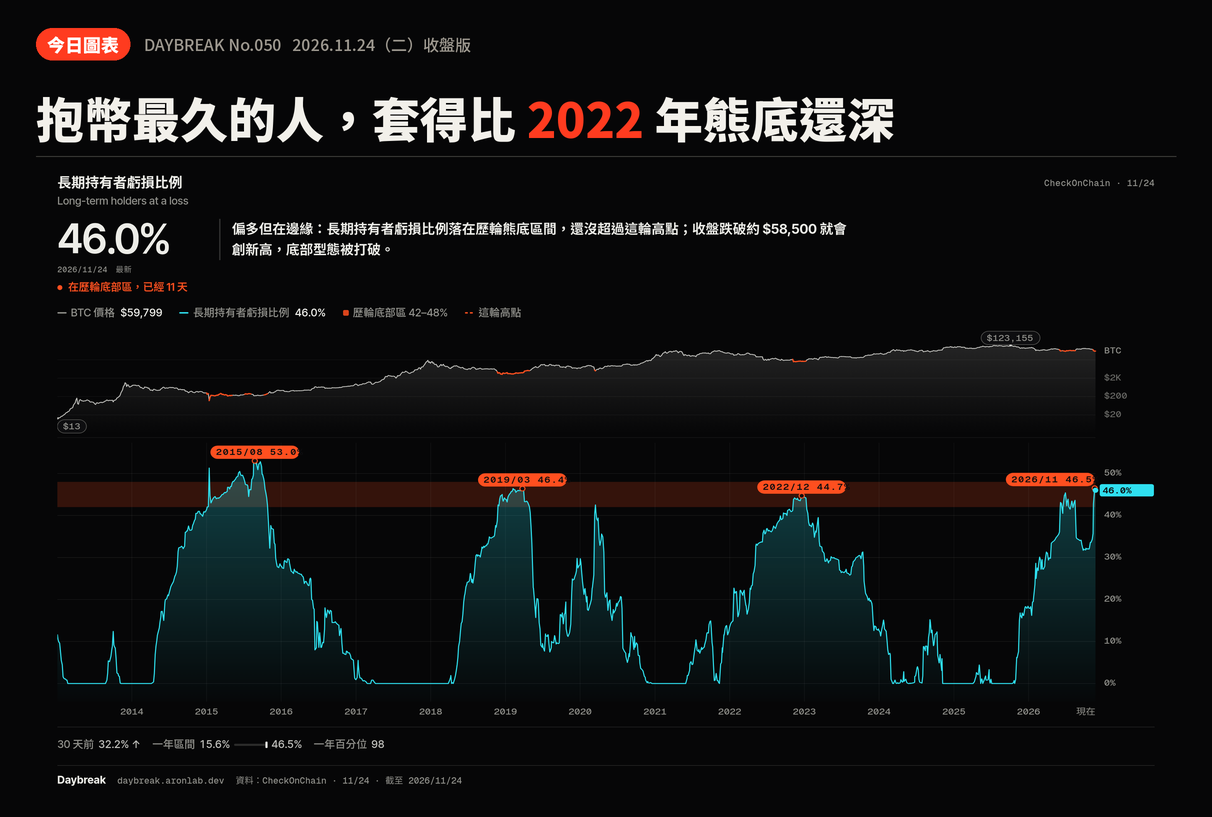 今日圖表 DAYBREAK No.050 2026.11.24（二）收盤版
抱幣最久的人，套得比 2022 年熊底還深
長期持有者虧損比例
CheckOnChain · 11/24
Long-term holders at a loss
46.0%
偏多但在邊緣：長期持有者虧損比例落在歷輪熊底區間，還沒超過這輪高點；收盤跌破約 $58,500 就會
創新高，底部型態被打破。
2026/11/24 最新
在歷輪底部區，已經 11 天
BTC 價格 $59,799 長期持有者虧損比例 46.0% 歷輪底部區 42–48% 這輪高點
$123,155
BTC
$2K
$200
$20
$13
2015/08 53.0
50%
2019/03 46.4
2022/12 44.7
2026/11 46.5
46.0%
40%
30%
20%
10%
0%
2014 2015 2016 2017 2018 2019 2020 2021 2022 2023 2024 2025 2026 現在
30 天前 32.2% ↑ 一年區間 15.6% 46.5% 一年百分位 98
Daybreak daybreak.aronlab.dev 資料：CheckOnChain · 11/24 · 截至 2026/11/24